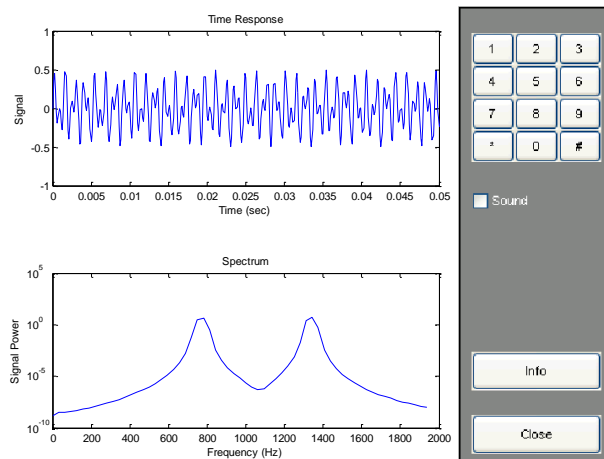 Time Response
Signal
1
0.5
0
-0.5
-1
0 0.005 0.01 0.015 0.02 0.025 0.03 0.035 0.04 0.045 0.05
Time (sec)
Spectrum
Signal Power
10^5
10^0
10^-5
10^-10
0 200 400 600 800 1000 1200 1400 1600 1800 2000
Frequency (Hz)
1 2 3
4 5 6
7 8 9
* 0 #
Sound
Info
Close